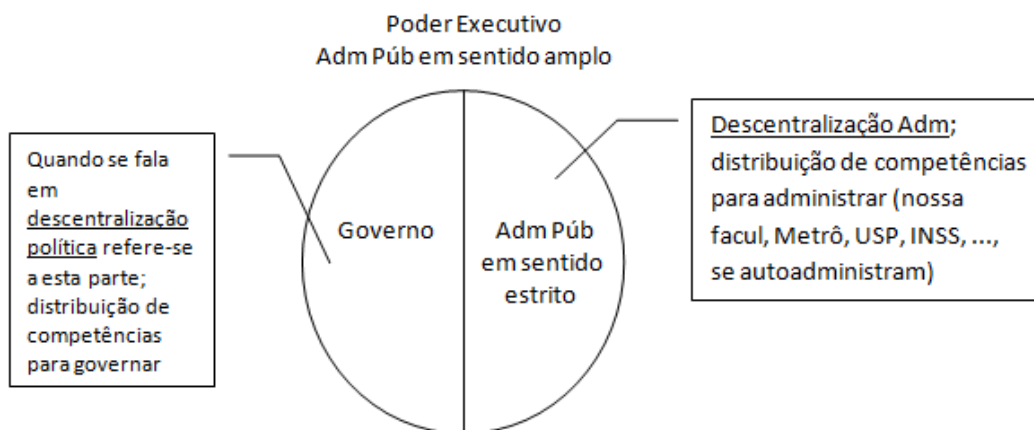 Poder Executivo
Adm Púb em sentido amplo
Quando se fala
em
descentralização
política refere-se
a esta parte;
distribuição de
competências
para governar
Governo
Adm Púb
em sentido
estrito
Descentralização Adm;
distribuição de competências
para administrar (nossa
facul, Metrô, USP, INSS, ...,
se autoadministram)